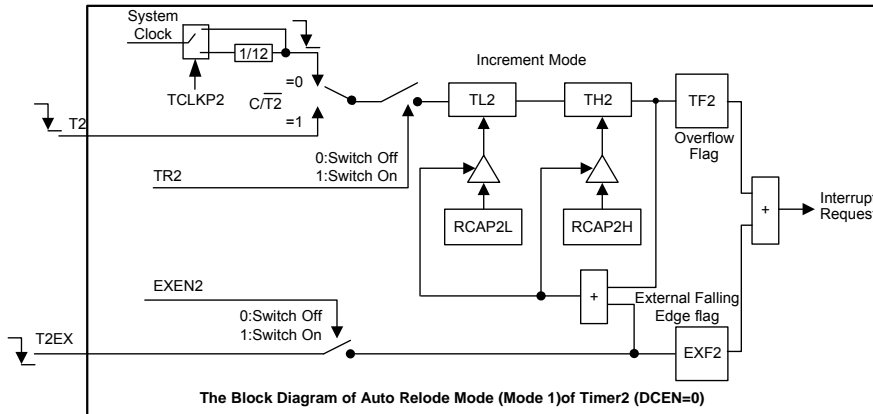 System
Clock
1/12
TCLKP2
=0
C/T2
=1
T2
Increment Mode
TL2
TH2
TF2
Overflow
Flag
0:Switch Off
1:Switch On
TR2
RCAP2L
RCAP2H
+
Interrupt
Request
EXEN2
0:Switch Off
1:Switch On
+
External Falling
Edge flag
T2EX
EXF2
The Block Diagram of Auto Relode Mode (Mode 1)of Timer2 (DCEN=0)